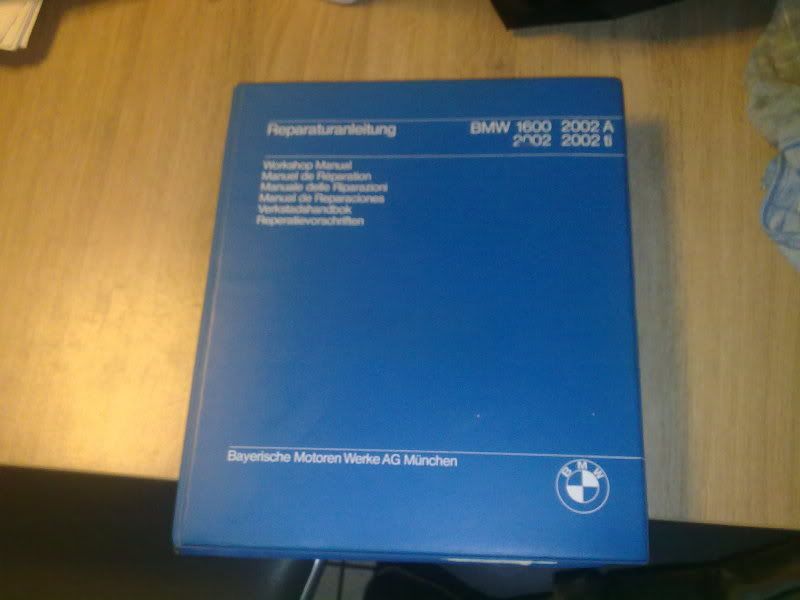 Reparaturanleitung
BMW 1600 2002 A
2002 2002 ti
Workshop Manual
Manuel de Réparation
Manuale delle Riparazioni
Manual de Reparaciones
Verkstadshandbok
Reperatievorschriften
Bayerische Motoren Werke AG München
BMW